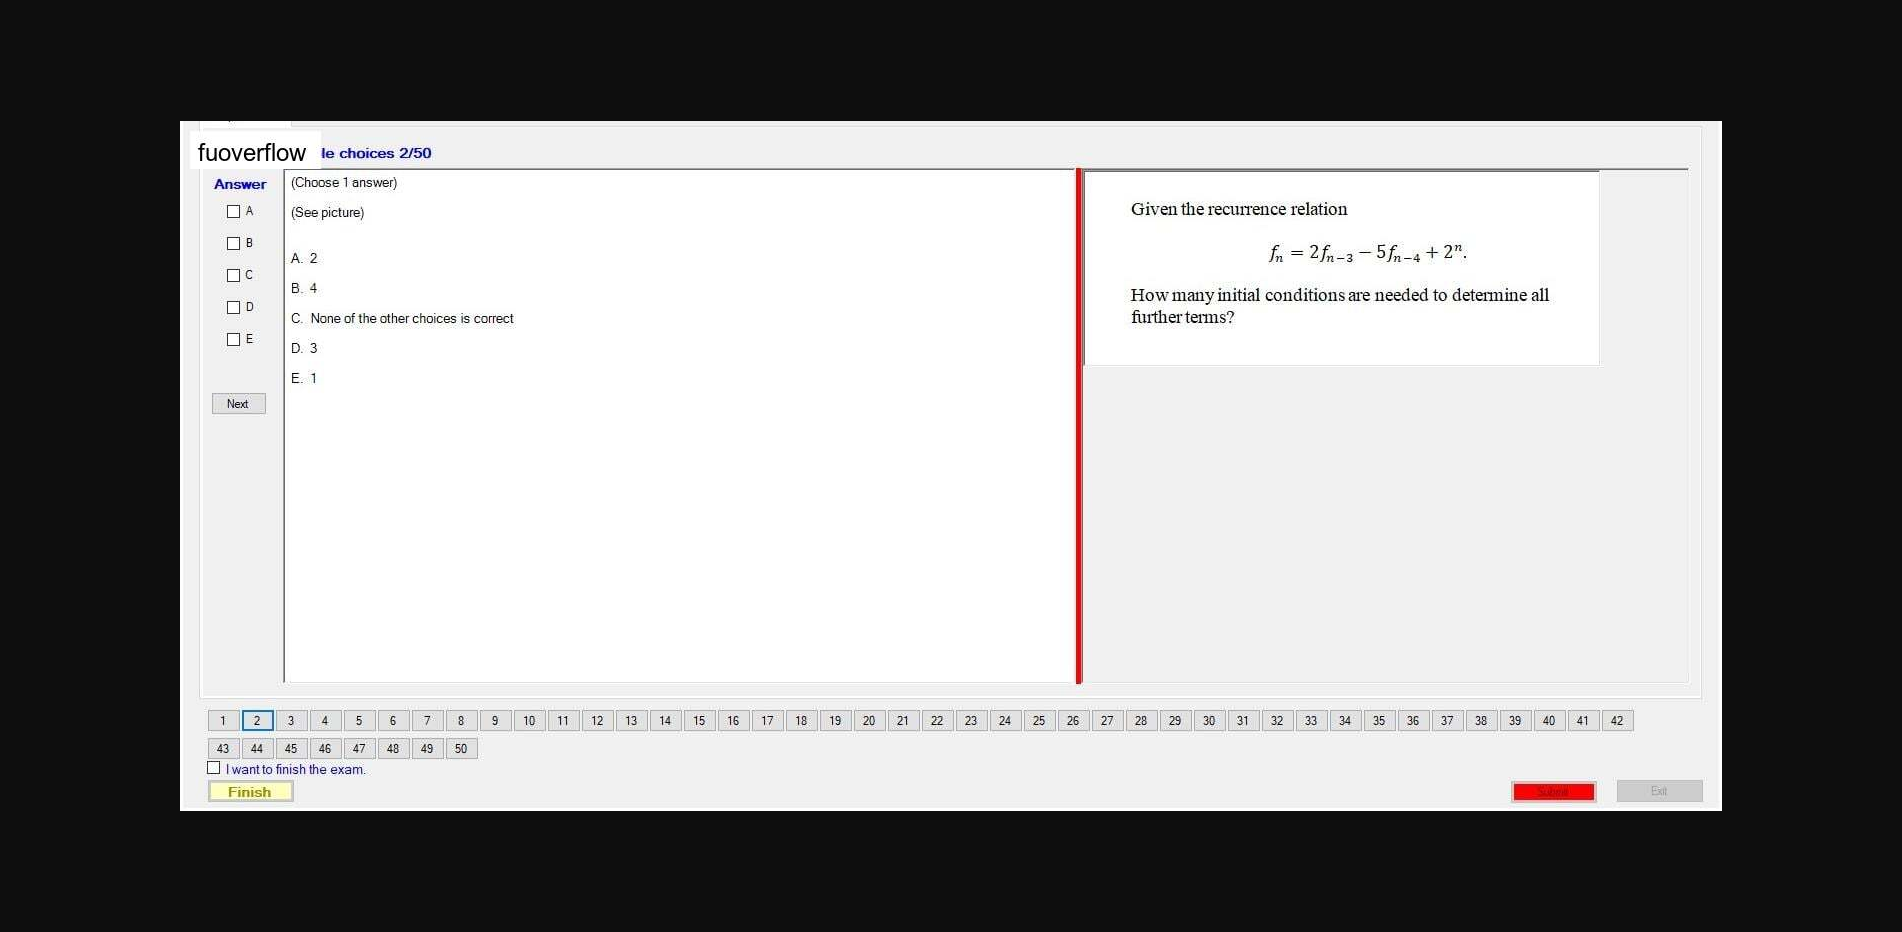 fuoverflow le choices 2/50
Answer
A
B
C
D
E
Next
(Choose 1 answer)
(See picture)
A. 2
B. 4
C. None of the other choices is correct
D. 3
E. 1
Given the recurrence relation
fₙ = 2fₙ₋₃ − 5fₙ₋₄ + 2ⁿ.
How many initial conditions are needed to determine all
further terms?
1 2 3 4 5 6 7 8 9 10 11 12 13 14 15 16 17 18 19 20 21 22 23 24 25 26 27 28 29 30 31 32 33 34 35 36 37 38 39 40 41 42
43 44 45 46 47 48 49 50
I want to finish the exam.
Finish Submit Exit